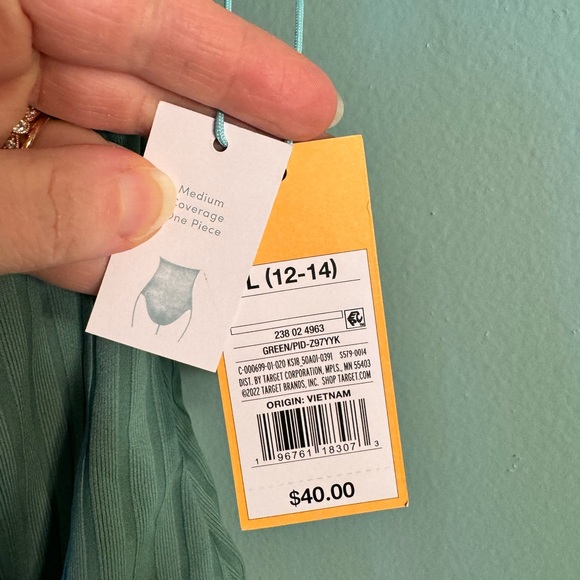 Medium
Coverage
One Piece
L (12-14)
238 02 4963
GREEN/PID-Z97YYK
C-000699-01-020 KS18_50A01-0391 S579-0014
DIST. BY TARGET CORPORATION, MPLS., MN 55403
©2022 TARGET BRANDS, INC. SHOP TARGET.COM
ORIGIN: VIETNAM
1 96761 18307 3
$40.00